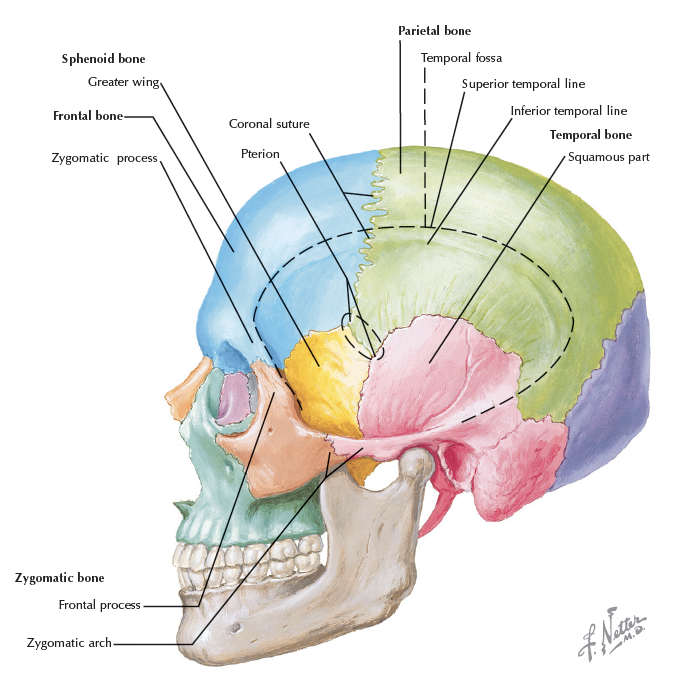 Parietal bone
Sphenoid bone
Temporal fossa
Greater wing
Superior temporal line
Frontal bone
Inferior temporal line
Coronal suture
Temporal bone
Zygomatic process
Pterion
Squamous part
Zygomatic bone
Frontal process
Zygomatic arch
F. Netter
M.D.